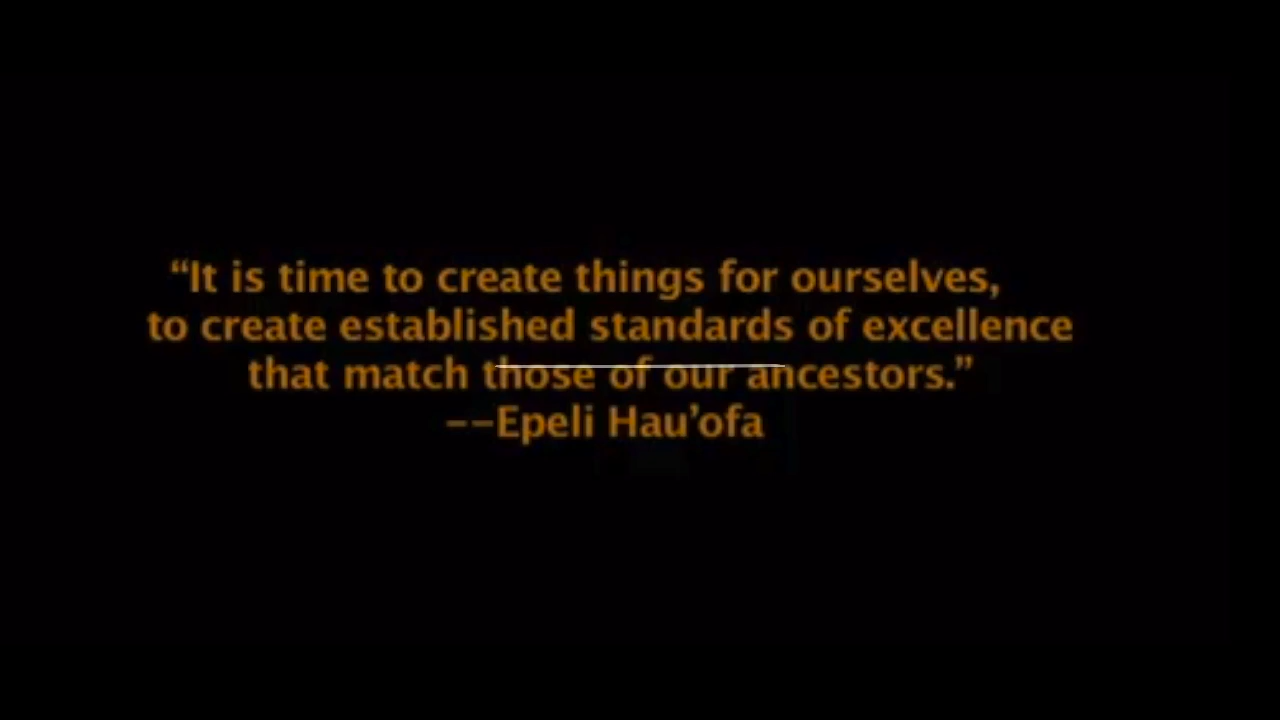 “It is time to create things for ourselves,
to create established standards of excellence
that match those of our ancestors.”
--Epeli Hau’ofa